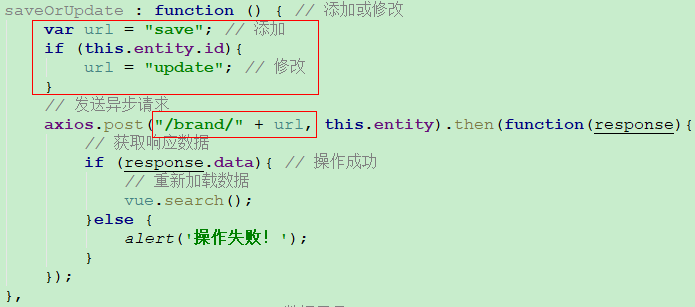 saveOrUpdate : function () { // 添加或修改
    var url = "save"; // 添加
    if (this.entity.id){
        url = "update"; // 修改
    }
    // 发送异步请求
    axios.post("/brand/" + url, this.entity).then(function(response){
        // 获取响应数据
        if (response.data){ // 操作成功
            // 重新加载数据
            vue.search();
        }else {
            alert('操作失败！');
        }
    });
},